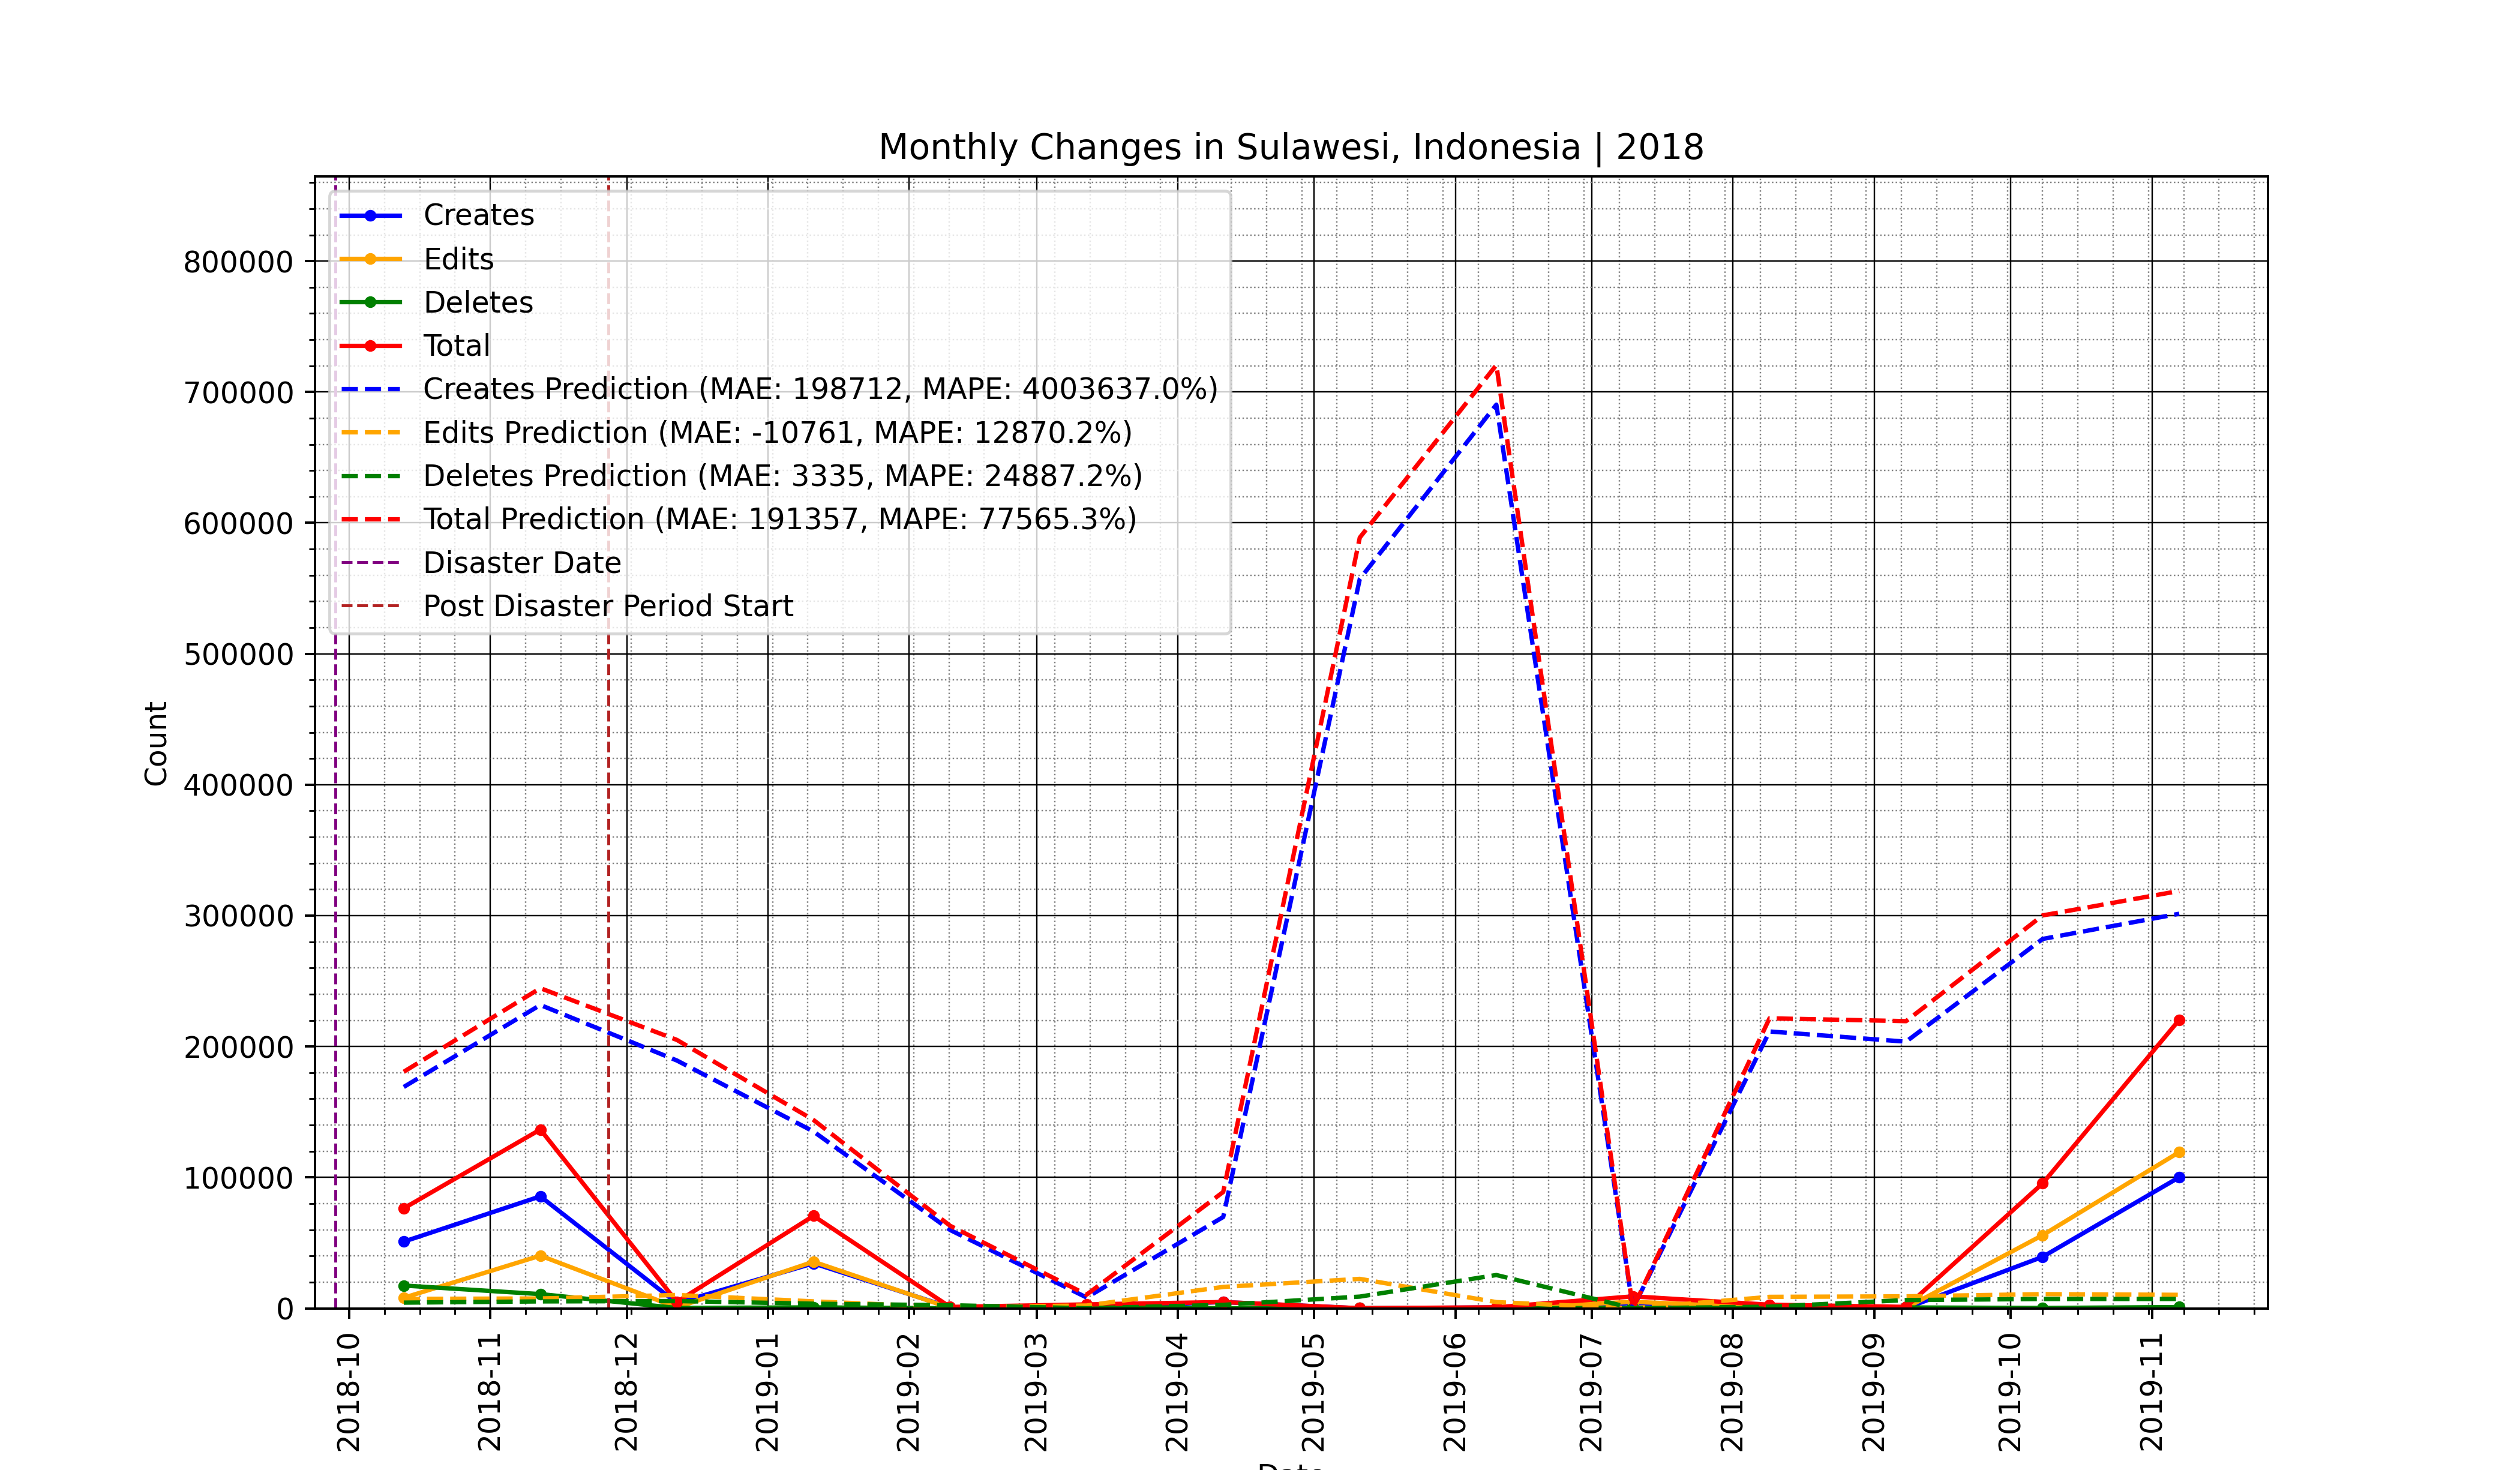 Monthly Changes in Sulawesi, Indonesia | 2018
Creates
Edits
Deletes
Total
Creates Prediction (MAE: 198712, MAPE: 4003637.0%)
Edits Prediction (MAE: -10761, MAPE: 12870.2%)
Deletes Prediction (MAE: 3335, MAPE: 24887.2%)
Total Prediction (MAE: 191357, MAPE: 77565.3%)
Disaster Date
Post Disaster Period Start
Count
800000
700000
600000
500000
400000
300000
200000
100000
0
2018-10
2018-11
2018-12
2019-01
2019-02
2019-03
2019-04
2019-05
2019-06
2019-07
2019-08
2019-09
2019-10
2019-11
Date